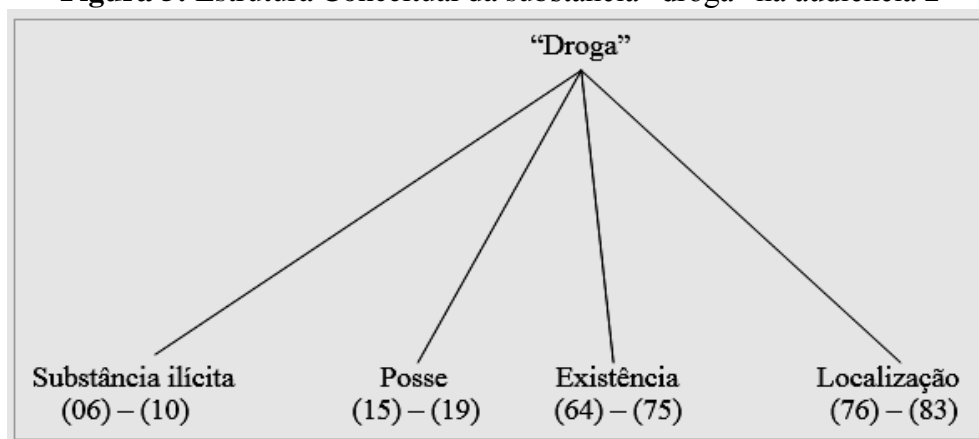 Figura Estrutura Conceitual da substância “droga” na audiência 2
“Droga”
Substância ilícita Posse Existência Localização
(06) – (10) (15) – (19) (64) – (75) (76) – (83)